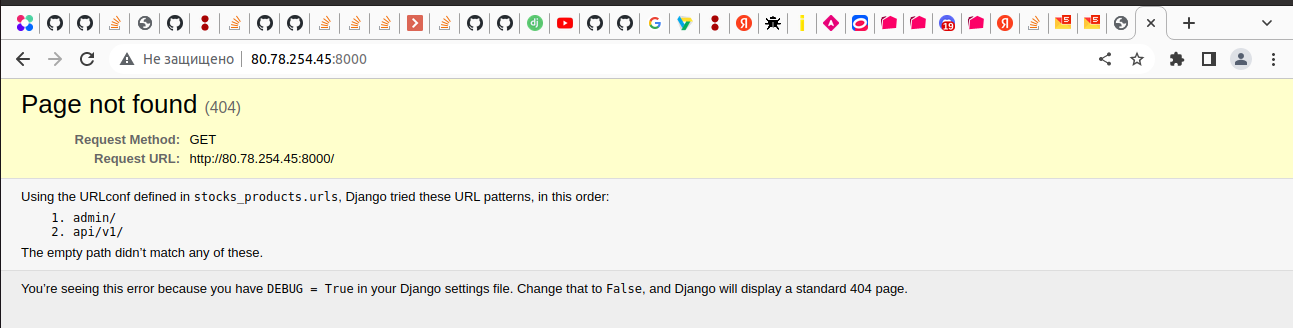 19 5 5
Не защищено 80.78.254.45:8000
Page not found (404)
Request Method: GET
Request URL: http://80.78.254.45:8000/
Using the URLconf defined in stocks_products.urls, Django tried these URL patterns, in this order:
1. admin/
2. api/v1/
The empty path didn’t match any of these.
You’re seeing this error because you have DEBUG = True in your Django settings file. Change that to False, and Django will display a standard 404 page.